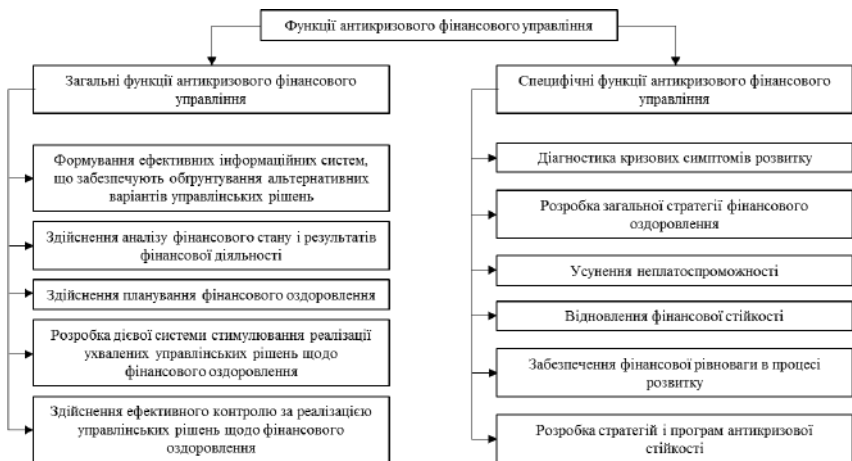 Функції антикризового фінансового управління
Загальні функції антикризового фінансового
управління
Формування ефективних інформаційних систем,
що забезпечують обґрунтування альтернативних
варіантів управлінських рішень
Здійснення аналізу фінансового стану і результатів
фінансової діяльності
Здійснення планування фінансового оздоровлення
Розробка дієвої системи стимулювання реалізації
ухвалених управлінських рішень щодо
фінансового оздоровлення
Здійснення ефективного контролю за реалізацією
управлінських рішень щодо фінансового
оздоровлення
Специфічні функції антикризового фінансового
управління
Діагностика кризових симптомів розвитку
Розробка загальної стратегії фінансового
оздоровлення
Усунення неплатоспроможності
Відновлення фінансової стійкості
Забезпечення фінансової рівноваги в процесі
розвитку
Розробка стратегій і програм антикризової
стійкості